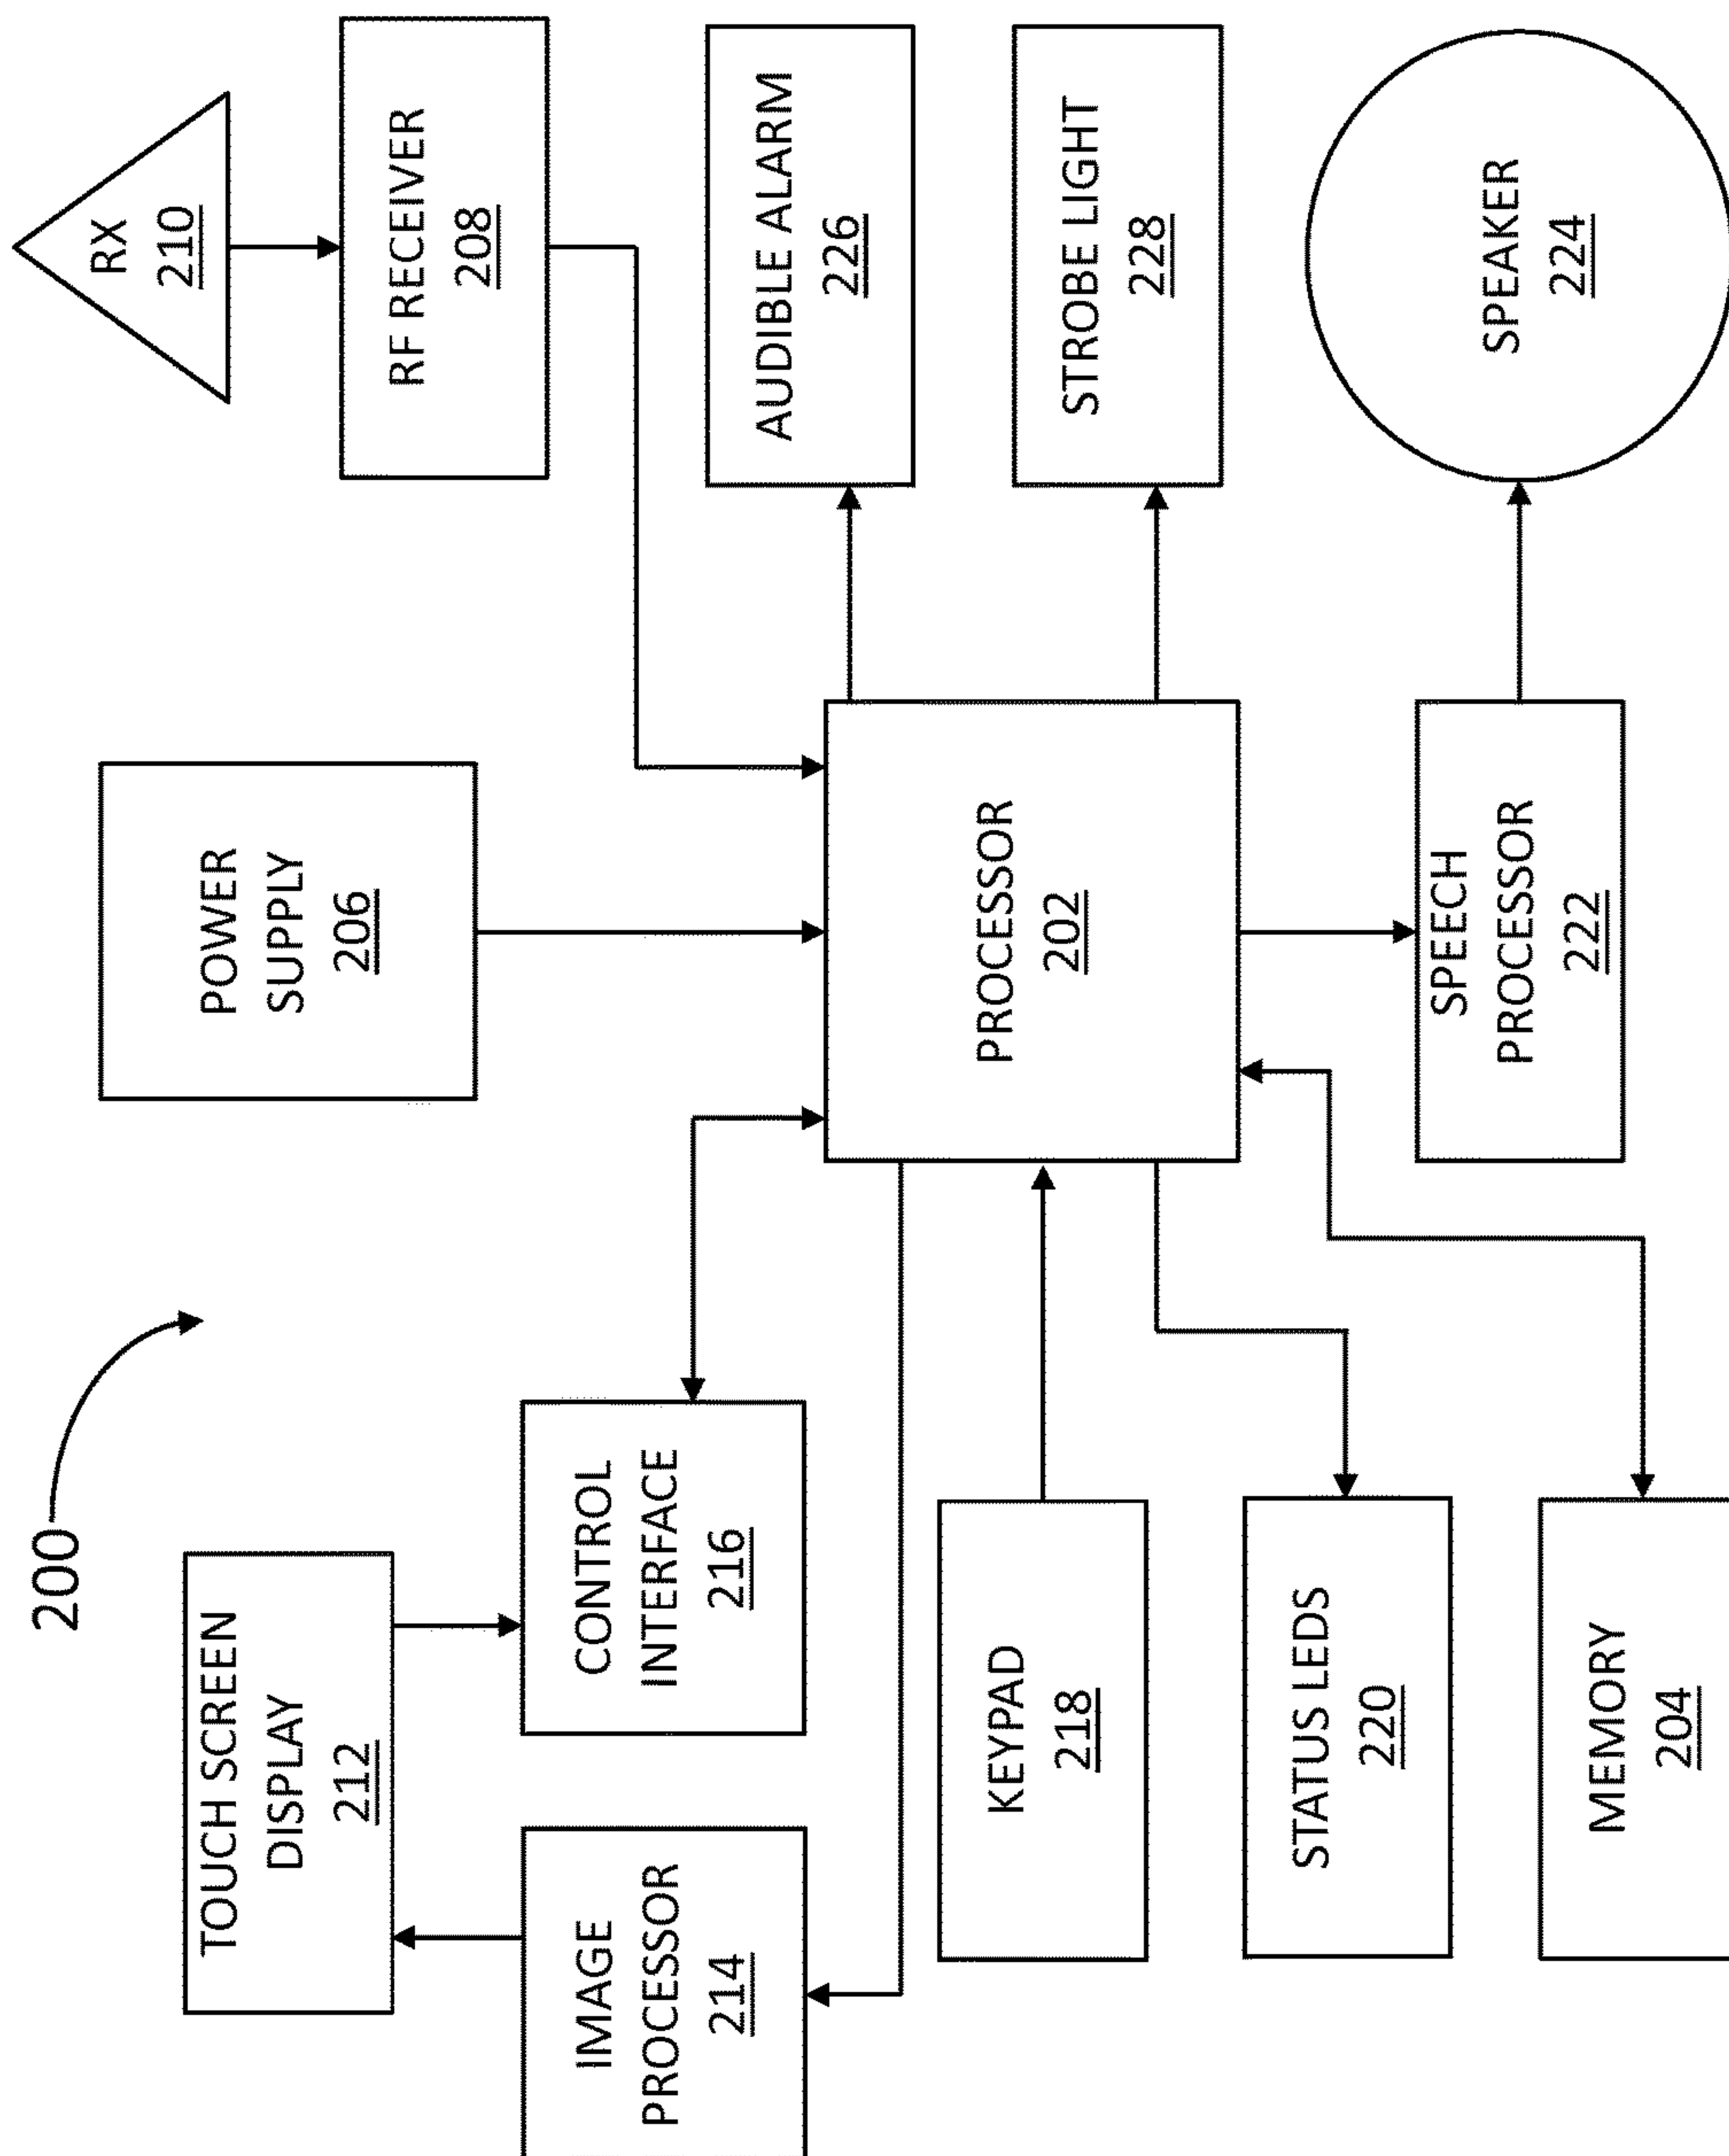 200
TOUCH SCREEN
DISPLAY
212
POWER
SUPPLY
206
RX
210
RF RECEIVER
208
IMAGE
PROCESSOR
214
CONTROL
INTERFACE
216
AUDIBLE ALARM
226
KEYPAD
218
PROCESSOR
202
STROBE LIGHT
228
STATUS LEDS
220
SPEECH
PROCESSOR
222
SPEAKER
224
MEMORY
204